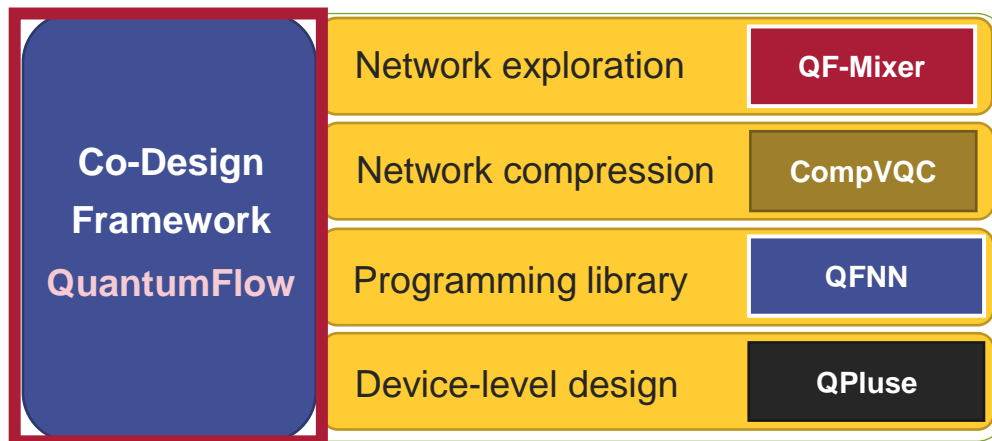 Co-Design
Framework
QuantumFlow
Network exploration
QF-Mixer
Network compression
CompVQC
Programming library
QFNN
Device-level design
QPluse